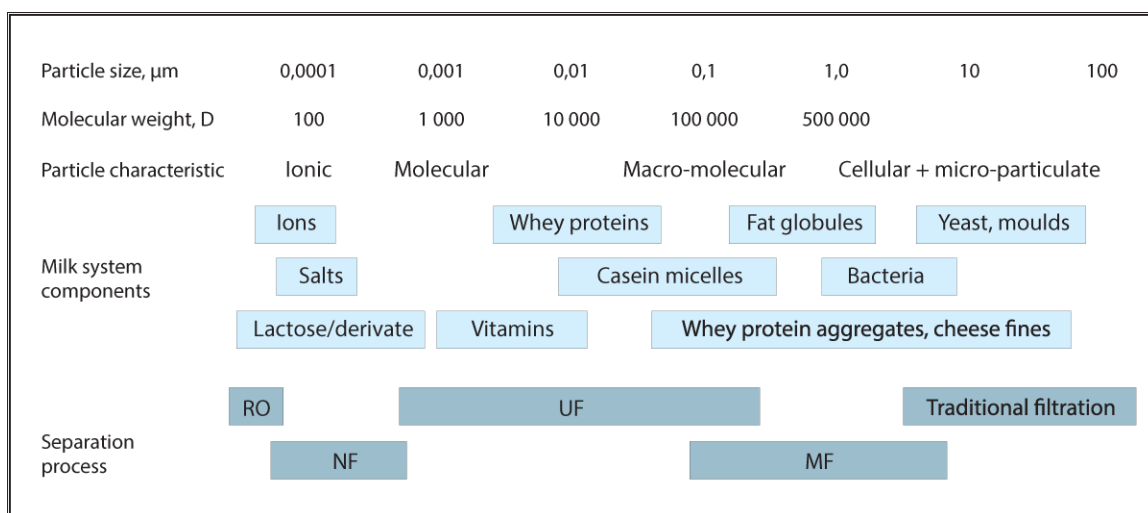 Particle size, µm 0,0001 0,001 0,01 0,1 1,0 10 100
Molecular weight, D 100 1 000 10 000 100 000 500 000
Particle characteristic Ionic Molecular Macro-molecular Cellular + micro-particulate
Ions Whey proteins Fat globules Yeast, moulds
Milk system
components
Salts Casein micelles Bacteria
Lactose/derivate Vitamins Whey protein aggregates, cheese fines
RO UF Traditional filtration
Separation
process
NF MF